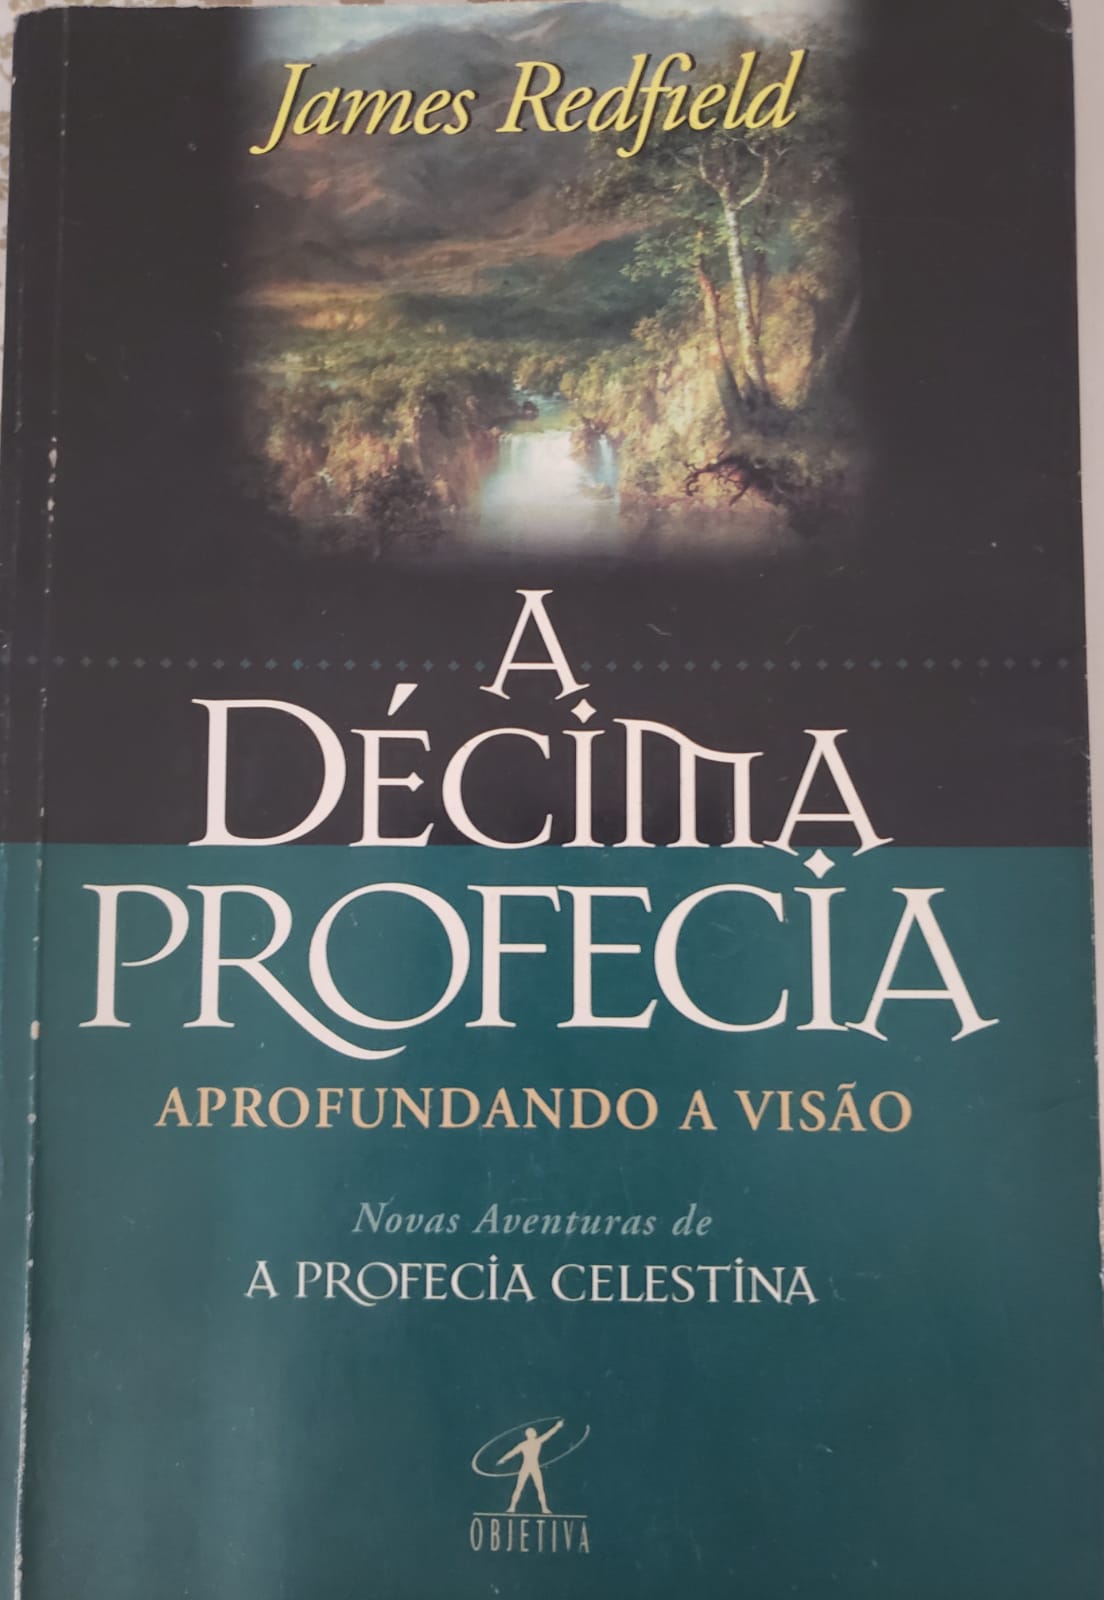 James Redfield
A
DÉCIMA
PROFECIA
APROFUNDANDO A VISÃO
Novas Aventuras de
A PROFECIA CELESTINA
OBJETIVA